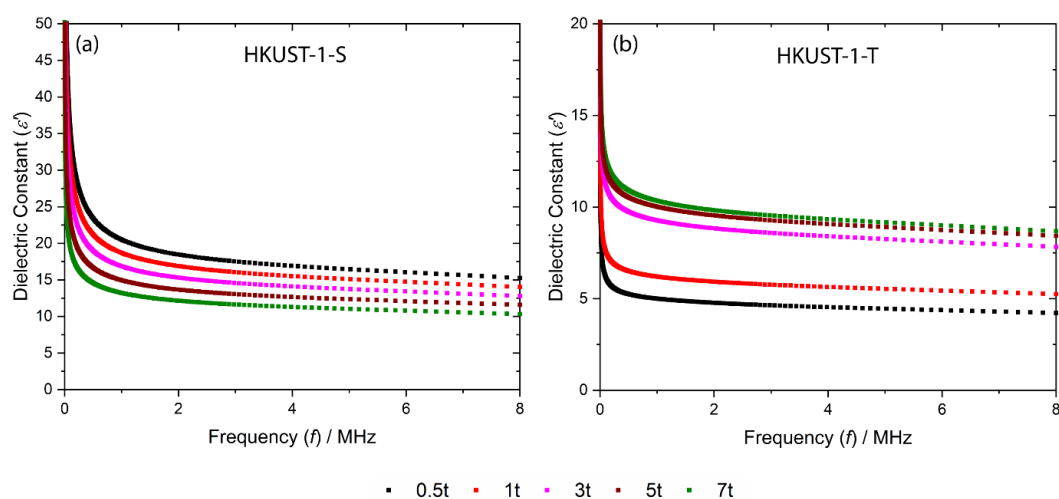 (a)
HKUST-1-S
50
45
40
35
30
25
20
15
10
5
0
Dielectric Constant (ε')
0 2 4 6 8
Frequency (f) / MHz
(b)
HKUST-1-T
20
15
10
5
0
Dielectric Constant (ε')
0 1 2 4 6 8
Frequency (f) / MHz
0.5t 1t 3t 5t 7t